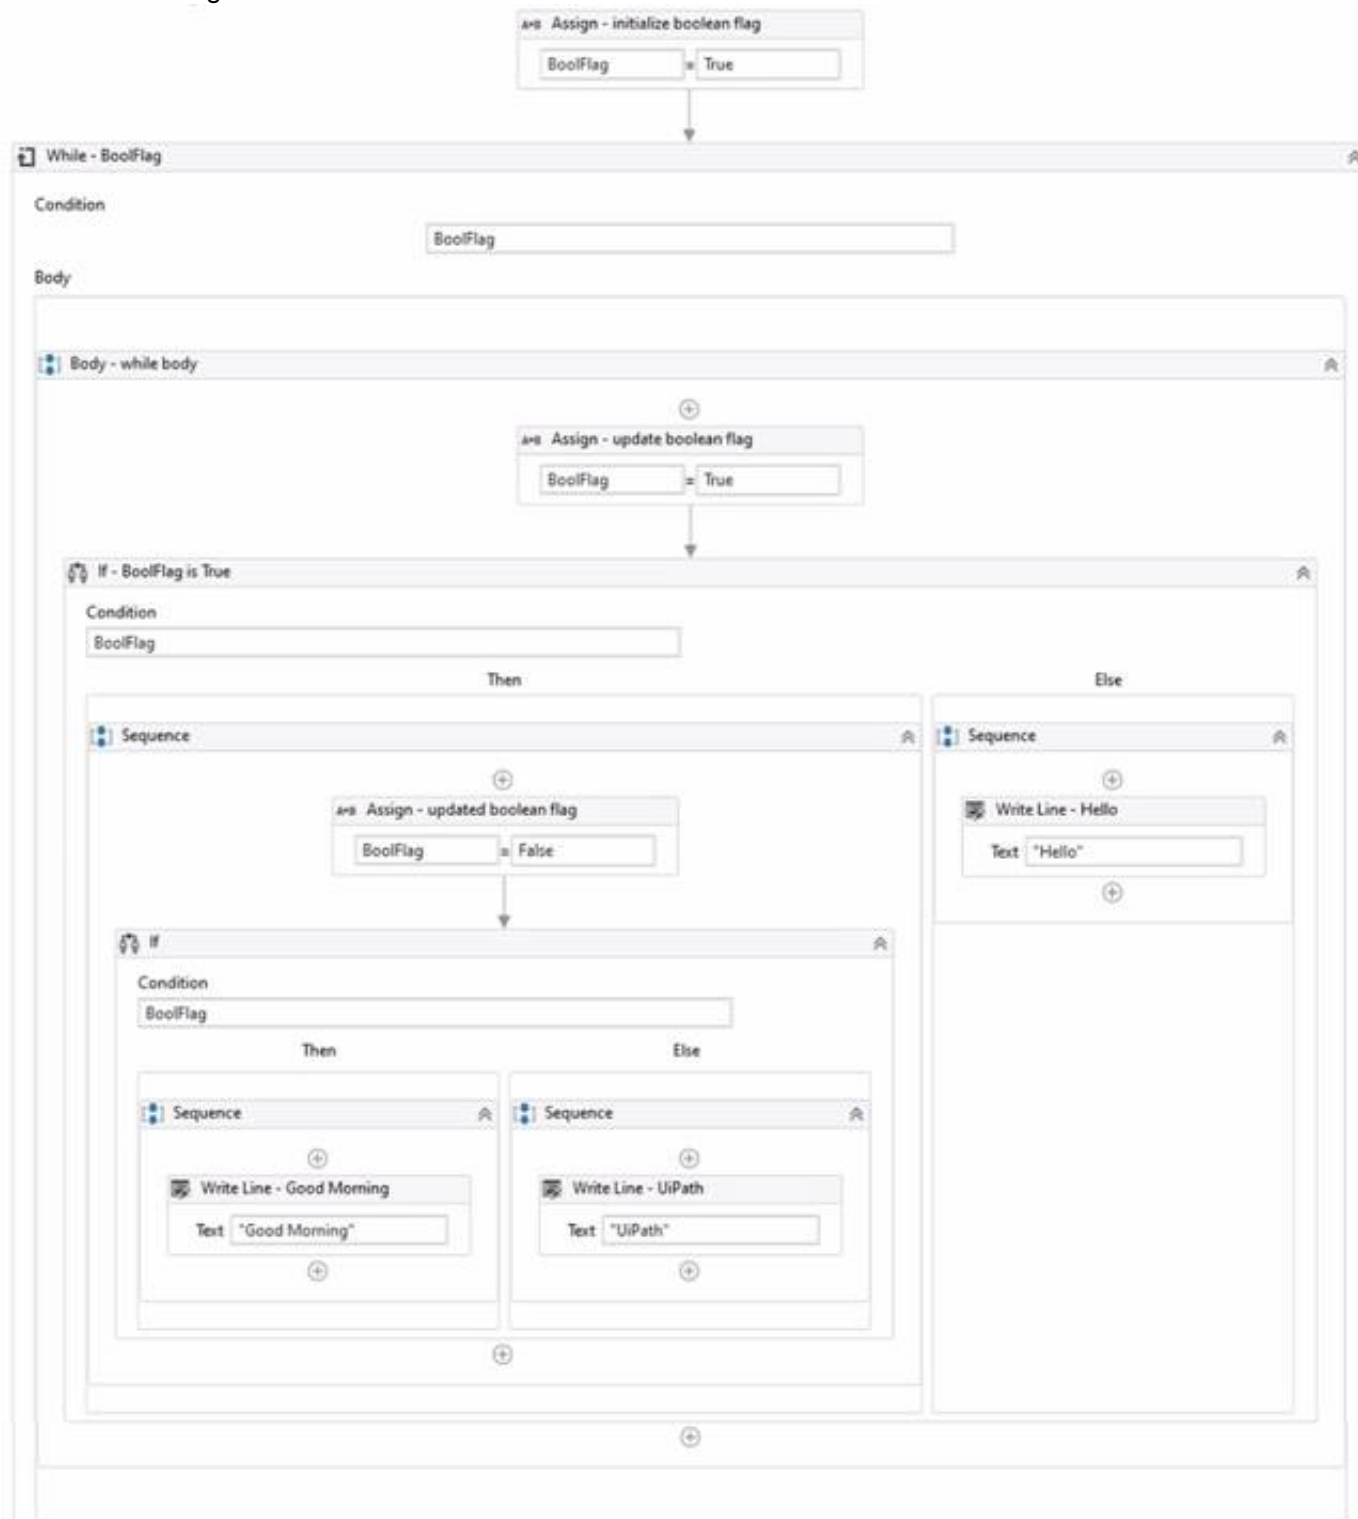 Assign - initialize boolean flag
BoolFlag = True
While - BoolFlag
Condition
BoolFlag
Body
Body - while body
A+B Assign - update boolean flag
BoolFlag = True
If - BoolFlag is True
Condition
BoolFlag
Then Else
Sequence Sequence
A+B Assign - updated boolean flag Write Line - Hello
BoolFlag = False Text "Hello"
If
Condition
BoolFlag
Then Else
Sequence Sequence
Write Line - Good Morning Write Line - UiPath
Text "Good Morning" Text "UiPath"